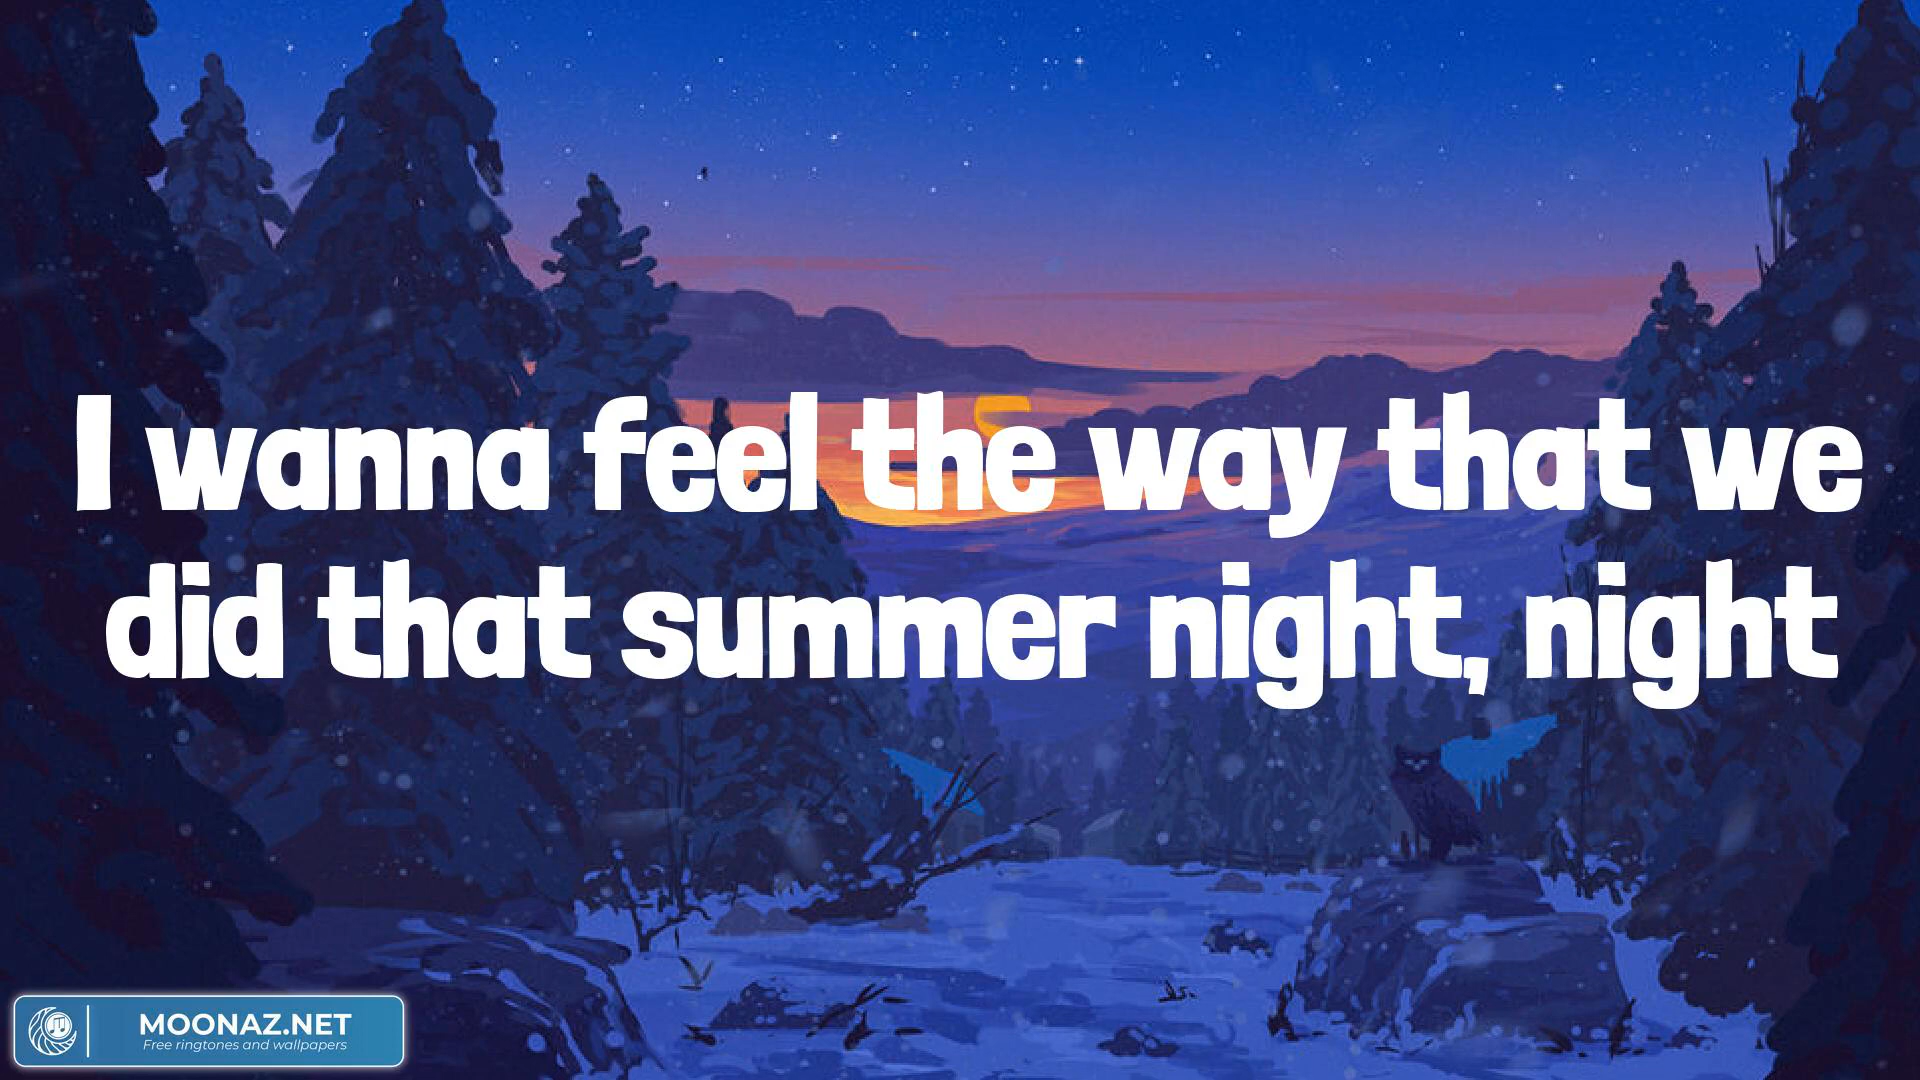 I wanna feel the way that we
did that summer night, night
MOONAZ.NET
Free ringtones and wallpapers